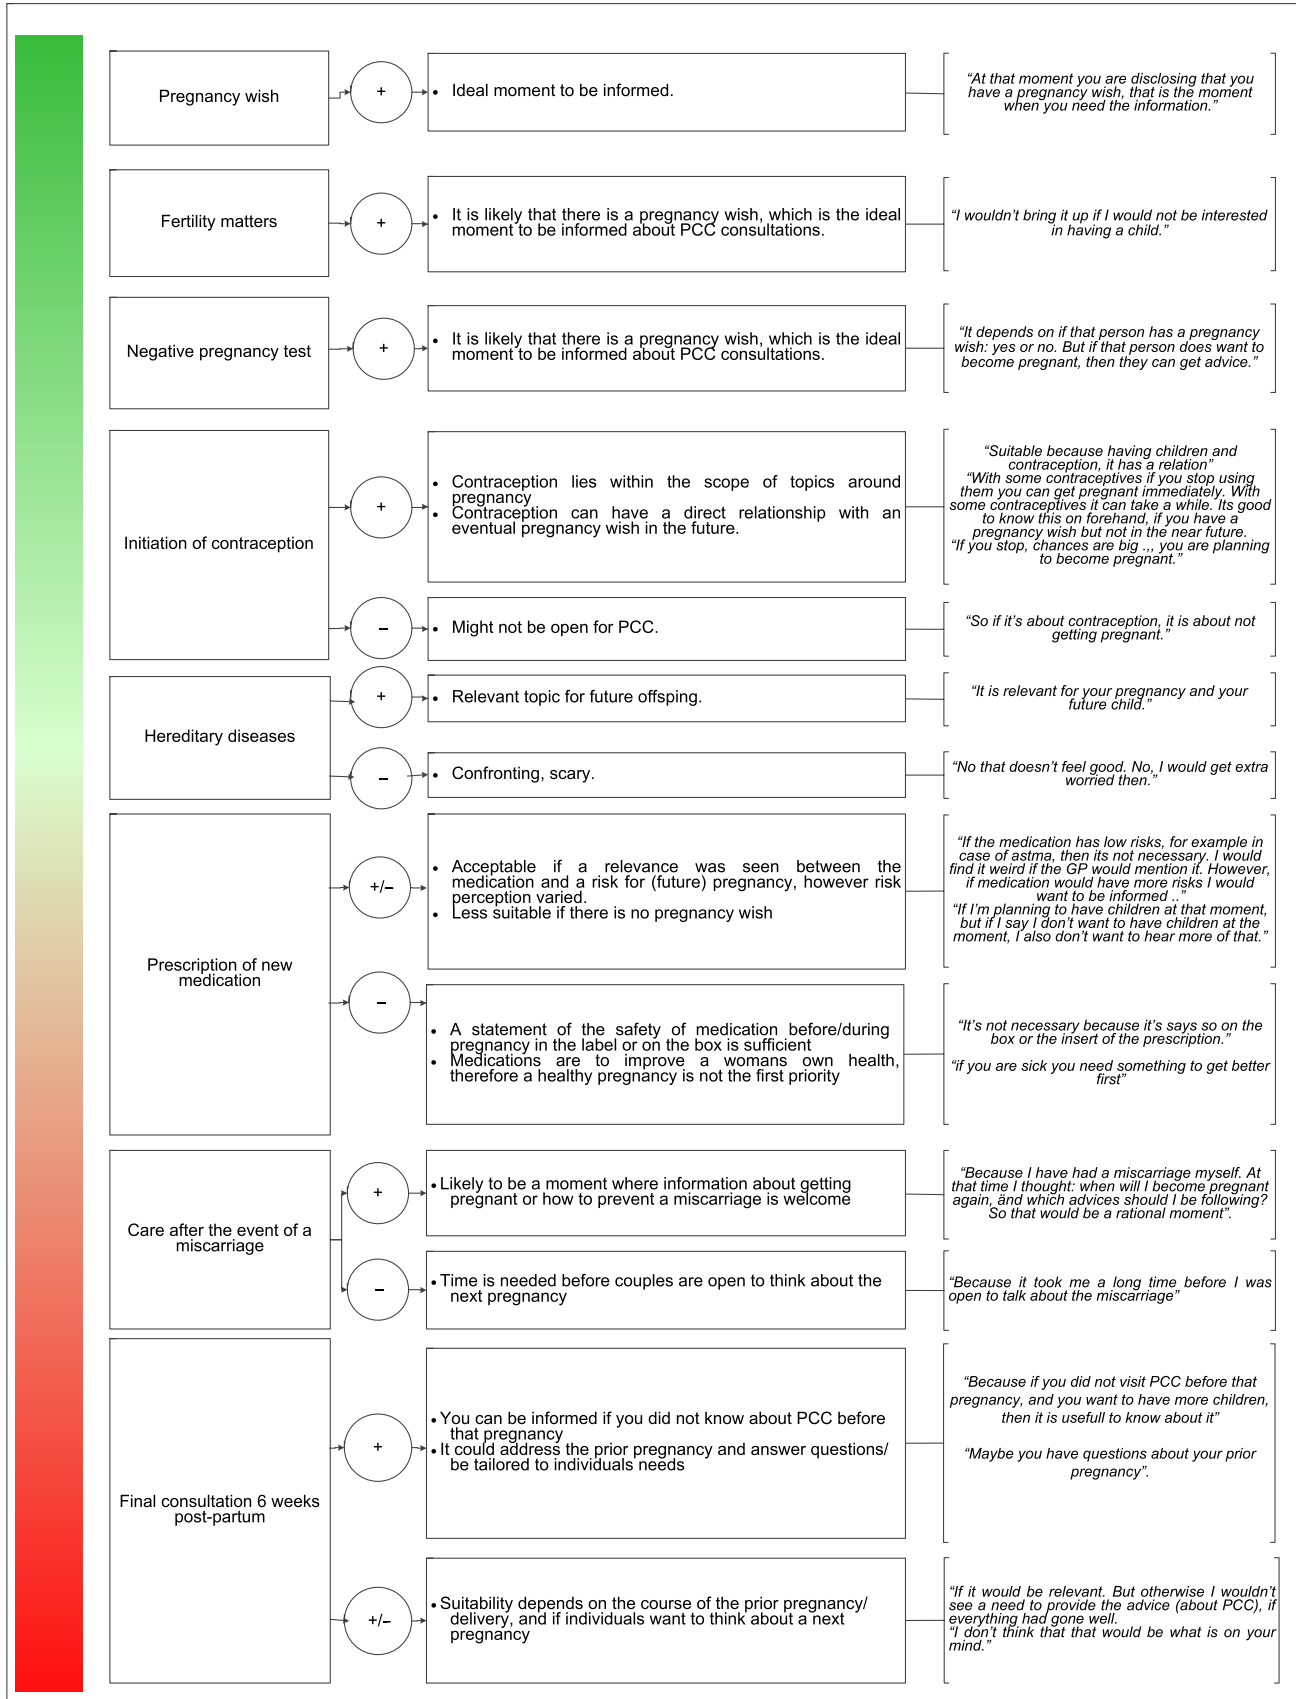 Pregnancy wish
+
• Ideal moment to be informed.
“At that moment you are disclosing that you
have a pregnancy wish, that is the moment
when you need the information.”
Fertility matters
+
• It is likely that there is a pregnancy wish, which is the ideal
moment to be informed about PCC consultations.
“I wouldn’t bring it up if I would not be interested
in having a child.”
Negative pregnancy test
+
• It is likely that there is a pregnancy wish, which is the ideal
moment to be informed about PCC consultations.
“It depends on if that person has a pregnancy
wish: yes or no. But if that person does want to
become pregnant, then they can get advice.”
Initiation of contraception
+
• Contraception lies within the scope of topics around
pregnancy
• Contraception can have a direct relationship with an
eventual pregnancy wish in the future.
“Suitable because having children and
contraception, it has a relation”
“With some contraceptives if you stop using
them you can get pregnant immediately. With
some contraceptives it can take a while. Its good
to know this on forehand, if you have a
pregnancy wish but not in the near future.
“If you stop, chances are big .,, you are planning
to become pregnant.”
–
• Might not be open for PCC.
“So if it’s about contraception, it is about not
getting pregnant.”
Hereditary diseases
+
• Relevant topic for future offsping.
“It is relevant for your pregnancy and your
future child.”
–
• Confronting, scary.
“No that doesn’t feel good. No, I would get extra
worried then.”
Prescription of new
medication
+/–
• Acceptable if a relevance was seen between the
medication and a risk for (future) pregnancy, however risk
perception varied.
• Less suitable if there is no pregnancy wish
“If the medication has low risks, for example in
case of astma, then its not necessary. I would
find it weird if the GP would mention it. However,
if medication would have more risks I would
want to be informed ..”
“If I’m planning to have children at that moment,
but if I say I don’t want to have children at the
moment, I also don’t want to hear more of that.”
–
• A statement of the safety of medication before/during
pregnancy in the label or on the box is sufficient
• Medications are to improve a womans own health,
therefore a healthy pregnancy is not the first priority
“It’s not necessary because it’s says so on the
box or the insert of the prescription.”
“if you are sick you need something to get better
first”
Care after the event of a
miscarriage
+
• Likely to be a moment where information about getting
pregnant or how to prevent a miscarriage is welcome
“Because I have had a miscarriage myself. At
that time I thought: when will I become pregnant
again, änd which advices should I be following?
So that would be a rational moment”.
–
• Time is needed before couples are open to think about the
next pregnancy
“Because it took me a long time before I was
open to talk about the miscarriage”
Final consultation 6 weeks
post-partum
+
• You can be informed if you did not know about PCC before
that pregnancy
• It could address the prior pregnancy and answer questions/
be tailored to individuals needs
“Because if you did not visit PCC before that
pregnancy, and you want to have more children,
then it is usefull to know about it”
“Maybe you have questions about your prior
pregnancy”.
+/–
• Suitability depends on the course of the prior pregnancy/
delivery, and if individuals want to think about a next
pregnancy
“If it would be relevant. But otherwise I wouldn’t
see a need to provide the advice (about PCC), if
everything had gone well.
“I don’t think that that would be what is on your
mind.”